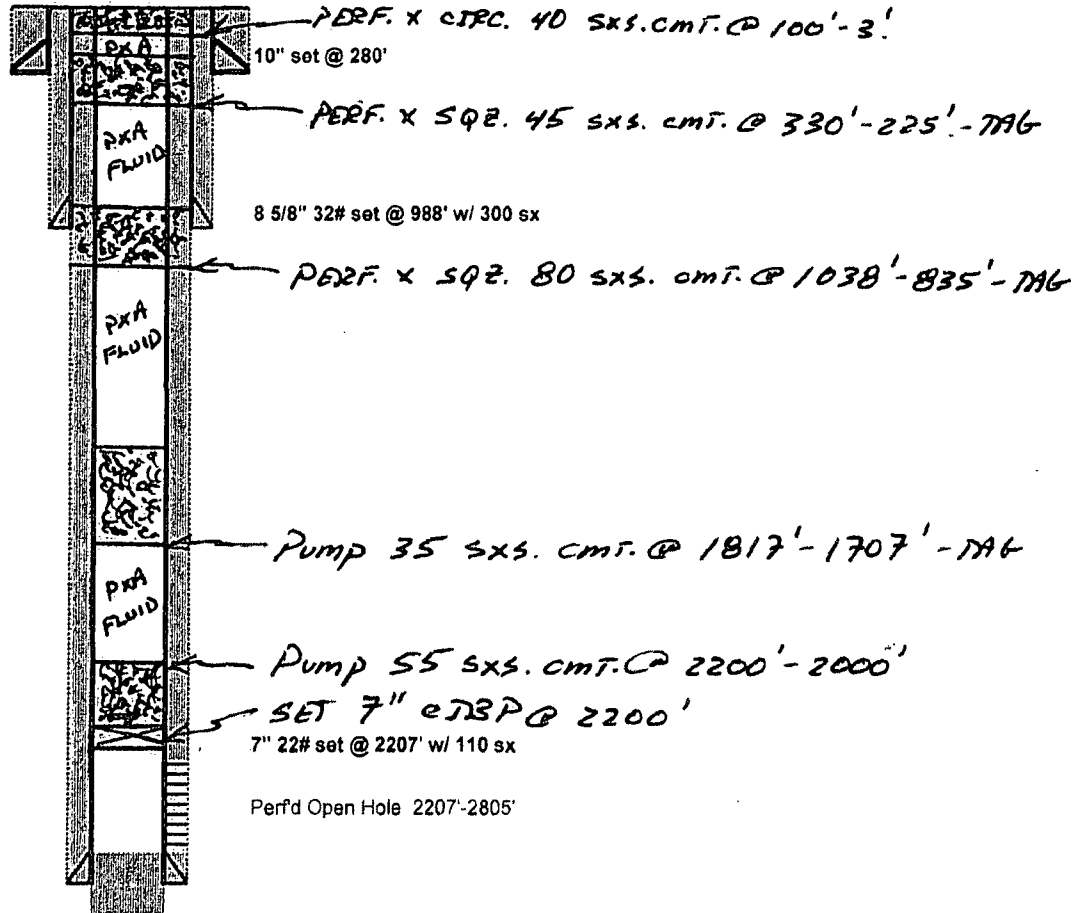 PERF. X CIRC. 40 SXS. CMT. @ 100'-3'
PXA
10" set @ 280'
PERF. X SQZ. 45 SXS. CMT. @ 330'-225'-TAG
PXA
FLUID
8 5/8" 32# set @ 988' w/ 300 sx
PERF. X SQZ. 80 SXS. CMT. @ 1038'-835'-TAG
PXA
FLUID
Pump 35 SXS. CMT. @ 1817'-1707'-TAG
PXA
FLUID
Pump 55 SXS. CMT. @ 2200'-2000'
SET 7" CIBP @ 2200'
7" 22# set @ 2207' w/ 110 sx
Perf'd Open Hole 2207'-2805'